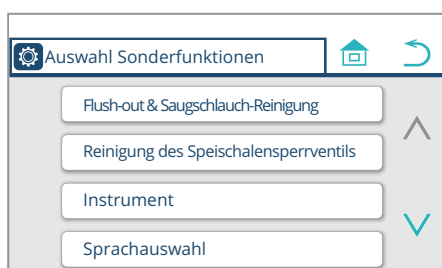 Auswahl Sonderfunktionen
Flush-out & Saugschlauch-Reinigung
Reinigung des Speischalensperrventils
Instrument
Sprachauswahl